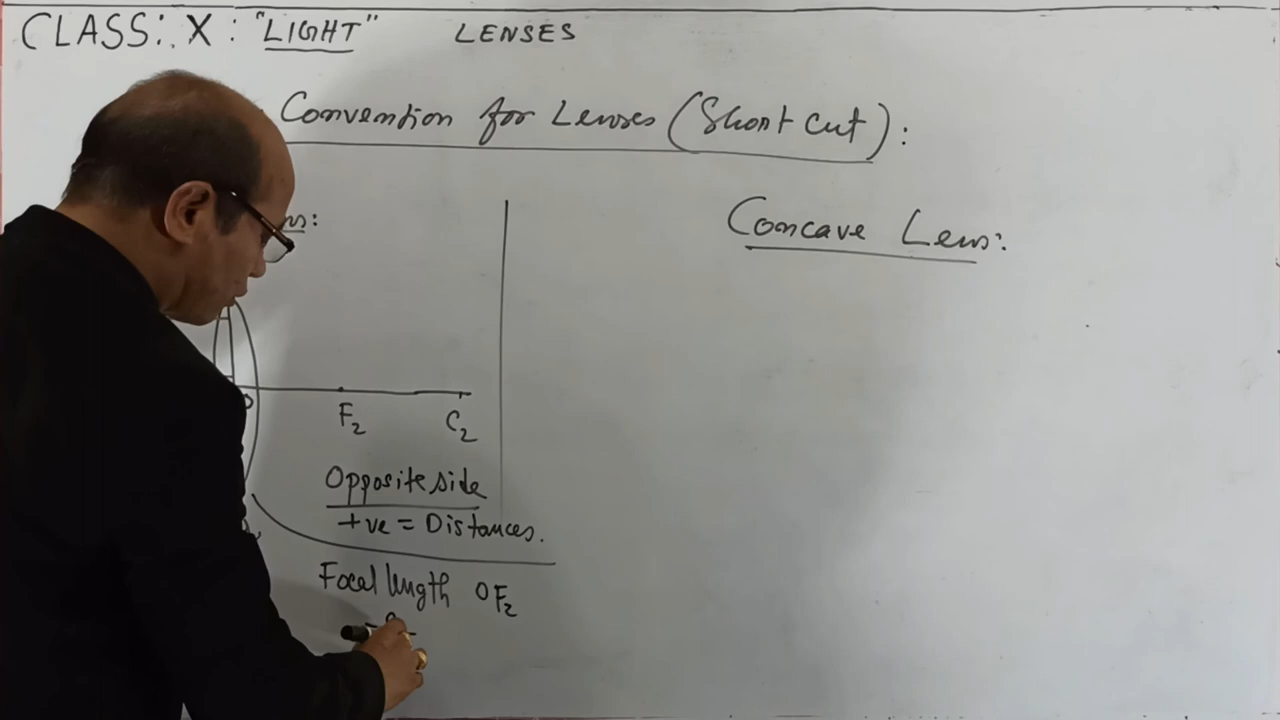 CLASS: X : "LIGHT" LENSES
Convention for Lenses (Short cut):
Concave Lens:
F2 C2
Opposite side
+ve = Distances.
Focal length OF2